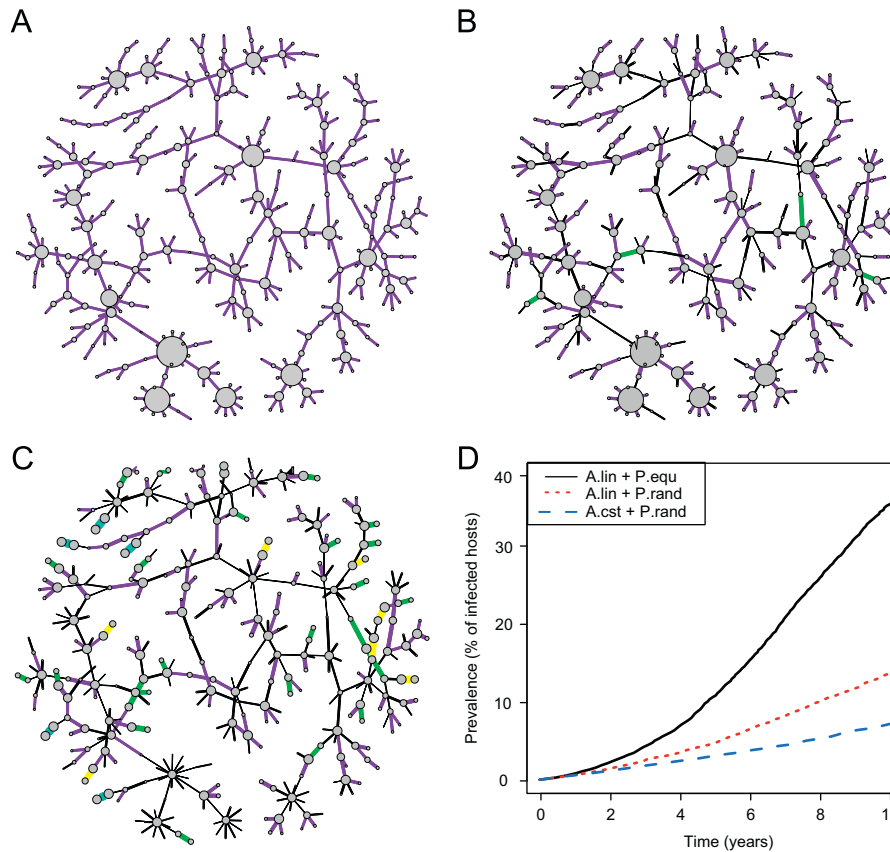 A
B
C
D
A.lin + P.equ
A.lin + P.rand
A.cst + P.rand
Prevalence (% of infected hosts)
40
30
20
10
0
0
2
4
6
8
1
Time (years)